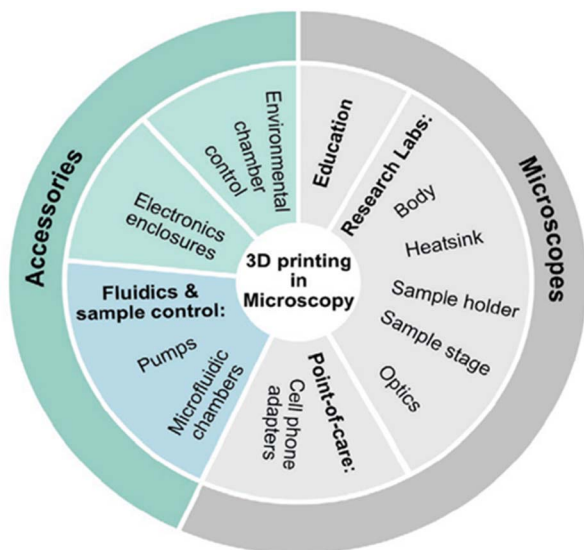 3D printing
in
Microscopy
Microscopes
Education
Research Labs:
Body
Heatsink
Sample holder
Sample stage
Optics
Point-of-care:
Cell phone
adapters
Accessories
Fluidics &
sample control:
Pumps
Microfluidic
chambers
Electronics
enclosures
Environmental
chamber
control